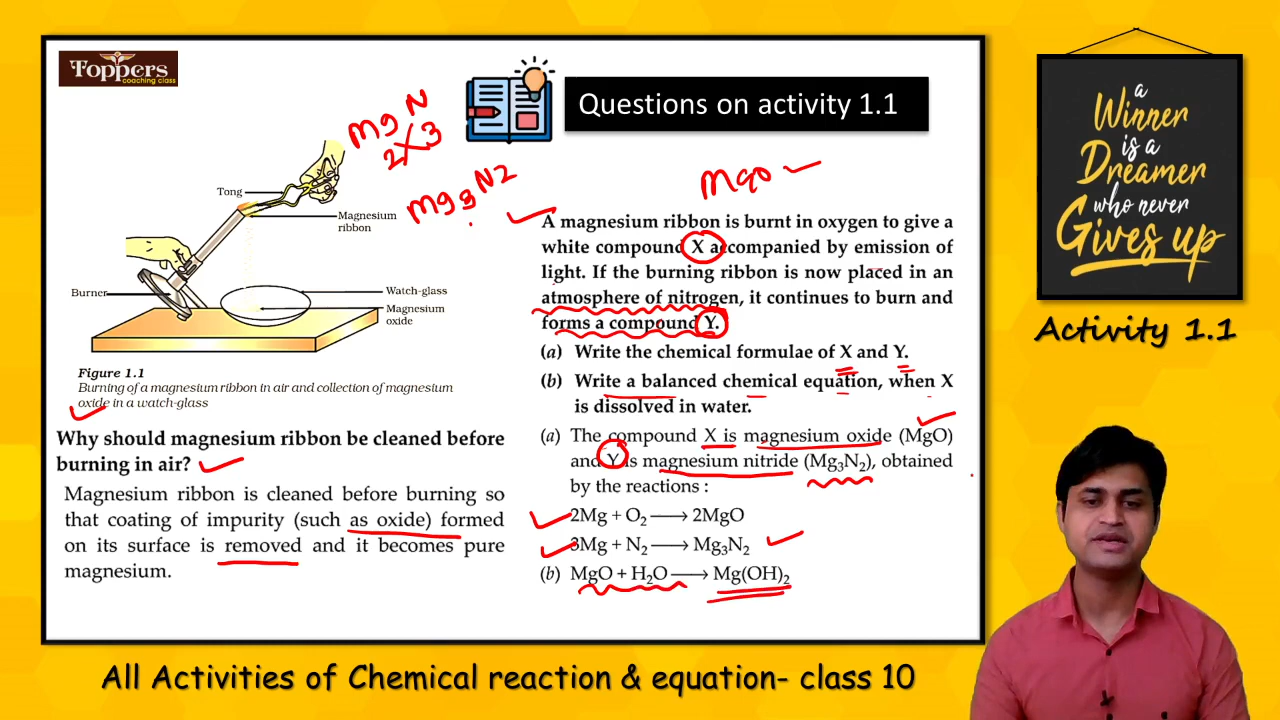 Toppers
coaching class
Questions on activity 1.1
Mg N
2 3
Mg3 N2
MgO
Tong
Magnesium
ribbon
Burner
Watch-glass
Magnesium
oxide
Figure 1.1
Burning of a magnesium ribbon in air and collection of magnesium
oxide in a watch-glass
Why should magnesium ribbon be cleaned before
burning in air?
Magnesium ribbon is cleaned before burning so
that coating of impurity (such as oxide) formed
on its surface is removed and it becomes pure
magnesium.
A magnesium ribbon is burnt in oxygen to give a
white compound X accompanied by emission of
light. If the burning ribbon is now placed in an
atmosphere of nitrogen, it continues to burn and
forms a compound Y.
(a) Write the chemical formulae of X and Y.
(b) Write a balanced chemical equation, when X
is dissolved in water.
(a) The compound X is magnesium oxide (MgO)
and Y is magnesium nitride (Mg₃N₂), obtained
by the reactions :
2Mg + O₂ ⟶ 2MgO
3Mg + N₂ ⟶ Mg₃N₂
(b) MgO + H₂O ⟶ Mg(OH)₂
a
Winner
is a
Dreamer
who never
Gives up
Activity 1.1
All Activities of Chemical reaction & equation- class 10